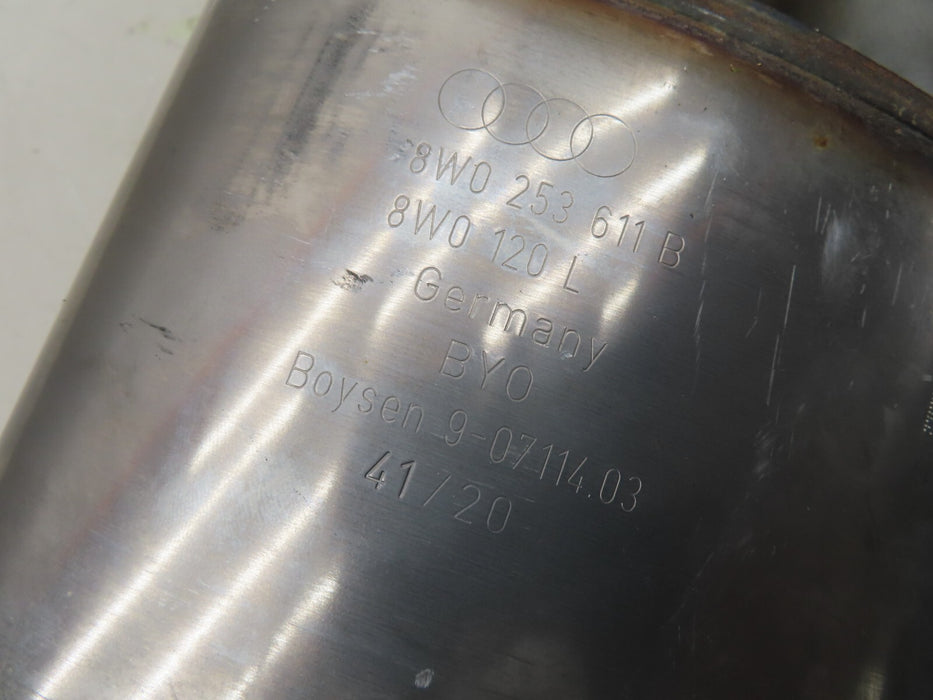 8W0 253 611 B
8W0 120 L
Germany
BYO
Boysen 9-07114.03
41/20